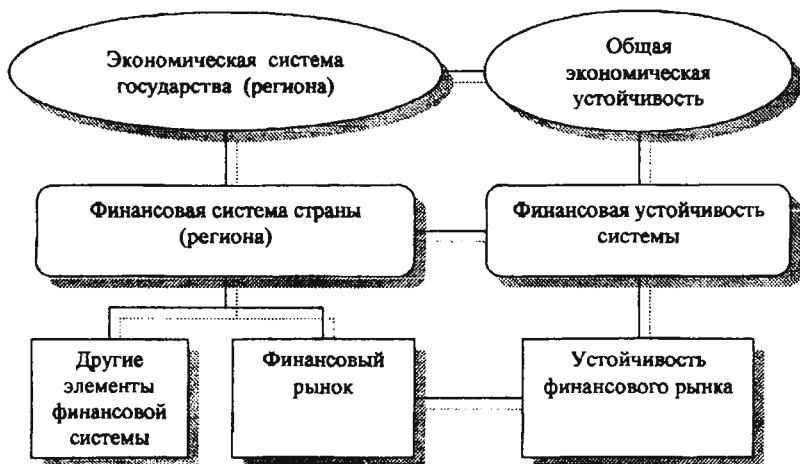 Экономическая система
государства (региона)
Общая
экономическая
устойчивость
Финансовая система страны
(региона)
Финансовая устойчивость
системы
Другие
элементы
финансовой
системы
Финансовый
рынок
Устойчивость
финансового рынка